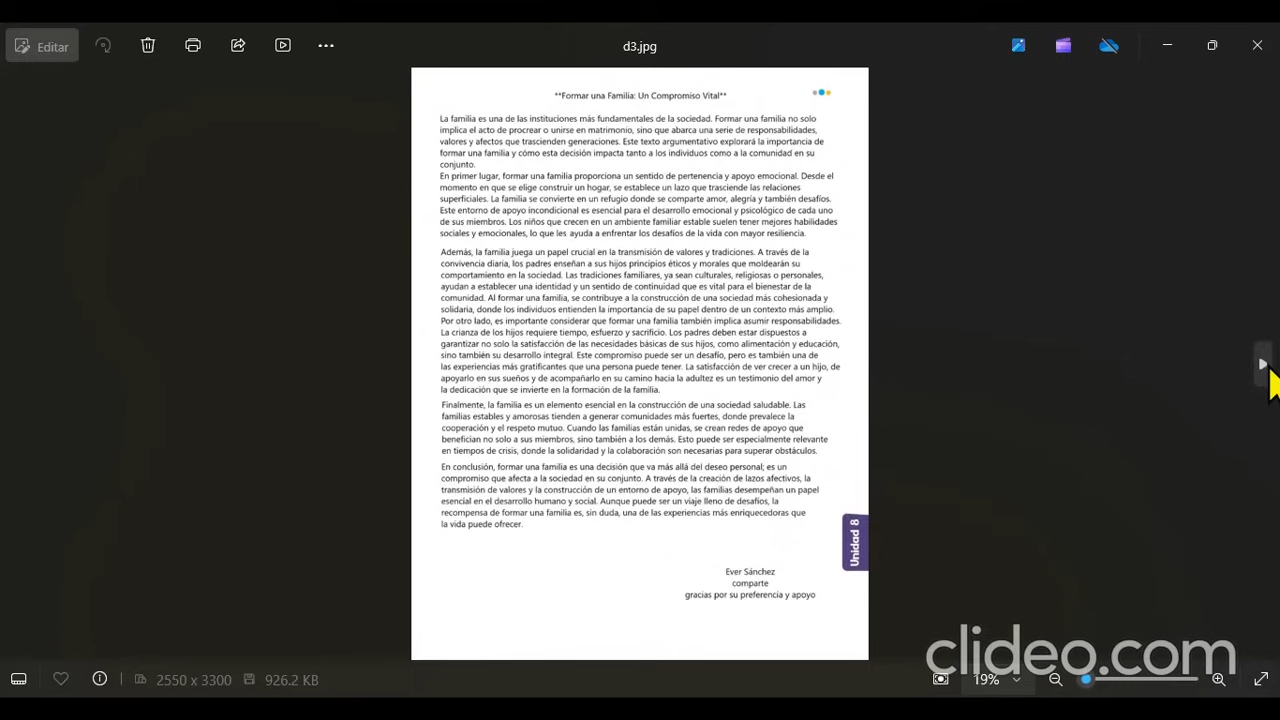 Editar
d3.jpg
**Formar una Familia: Un Compromiso Vital**
La familia es una de las instituciones más fundamentales de la sociedad. Formar una familia no solo
implica el acto de procrear o unirse en matrimonio, sino que abarca una serie de responsabilidades,
valores y afectos que trascienden generaciones. Este texto argumentativo explorará la importancia de
formar una familia y cómo esta decisión impacta tanto a los individuos como a la comunidad en su
conjunto.
En primer lugar, formar una familia proporciona un sentido de pertenencia y apoyo emocional. Desde el
momento en que se elige construir un hogar, se establece un lazo que trasciende las relaciones
superficiales. La familia se convierte en un refugio donde se comparte amor, alegría y también desafíos.
Este entorno de apoyo incondicional es esencial para el desarrollo emocional y psicológico de cada uno
de sus miembros. Los niños que crecen en un ambiente familiar estable suelen tener mejores habilidades
sociales y emocionales, lo que les ayuda a enfrentar los desafíos de la vida con mayor resiliencia.
Además, la familia juega un papel crucial en la transmisión de valores y tradiciones. A través de la
convivencia diaria, los padres enseñan a sus hijos principios éticos y morales que moldearán su
comportamiento en la sociedad. Las tradiciones familiares, ya sean culturales, religiosas o personales,
ayudan a establecer una identidad y un sentido de continuidad que es vital para el bienestar de la
comunidad. Al formar una familia, se contribuye a la construcción de una sociedad más cohesionada y
solidaria, donde los individuos entienden la importancia de su papel dentro de un contexto más amplio.
Por otro lado, es importante considerar que formar una familia también implica asumir responsabilidades.
La crianza de los hijos requiere tiempo, esfuerzo y sacrificio. Los padres deben estar dispuestos a
garantizar no solo la satisfacción de las necesidades básicas de sus hijos, como alimentación y educación,
sino también su desarrollo integral. Este compromiso puede ser un desafío, pero es también una de
las experiencias más gratificantes que una persona puede tener. La satisfacción de ver crecer a un hijo, de
apoyarlo en sus sueños y de acompañarlo en su camino hacia la adultez es un testimonio del amor y
la dedicación que se invierte en la formación de la familia.
Finalmente, la familia es un elemento esencial en la construcción de una sociedad saludable. Las
familias estables y amorosas tienden a generar comunidades más fuertes, donde prevalece la
cooperación y el respeto mutuo. Cuando las familias están unidas, se crean redes de apoyo que
benefician no solo a sus miembros, sino también a los demás. Esto puede ser especialmente relevante
en tiempos de crisis, donde la solidaridad y la colaboración son necesarias para superar obstáculos.
En conclusión, formar una familia es una decisión que va más allá del deseo personal; es un
compromiso que afecta a la sociedad en su conjunto. A través de la creación de lazos afectivos, la
transmisión de valores y la construcción de un entorno de apoyo, las familias desempeñan un papel
esencial en el desarrollo humano y social. Aunque puede ser un viaje lleno de desafíos, la
recompensa de formar una familia es, sin duda, una de las experiencias más enriquecedoras que
la vida puede ofrecer.
Unidad 8
Ever Sánchez
comparte
gracias por su preferencia y apoyo
clideo.com
2550 x 3300
926.2 KB
19%